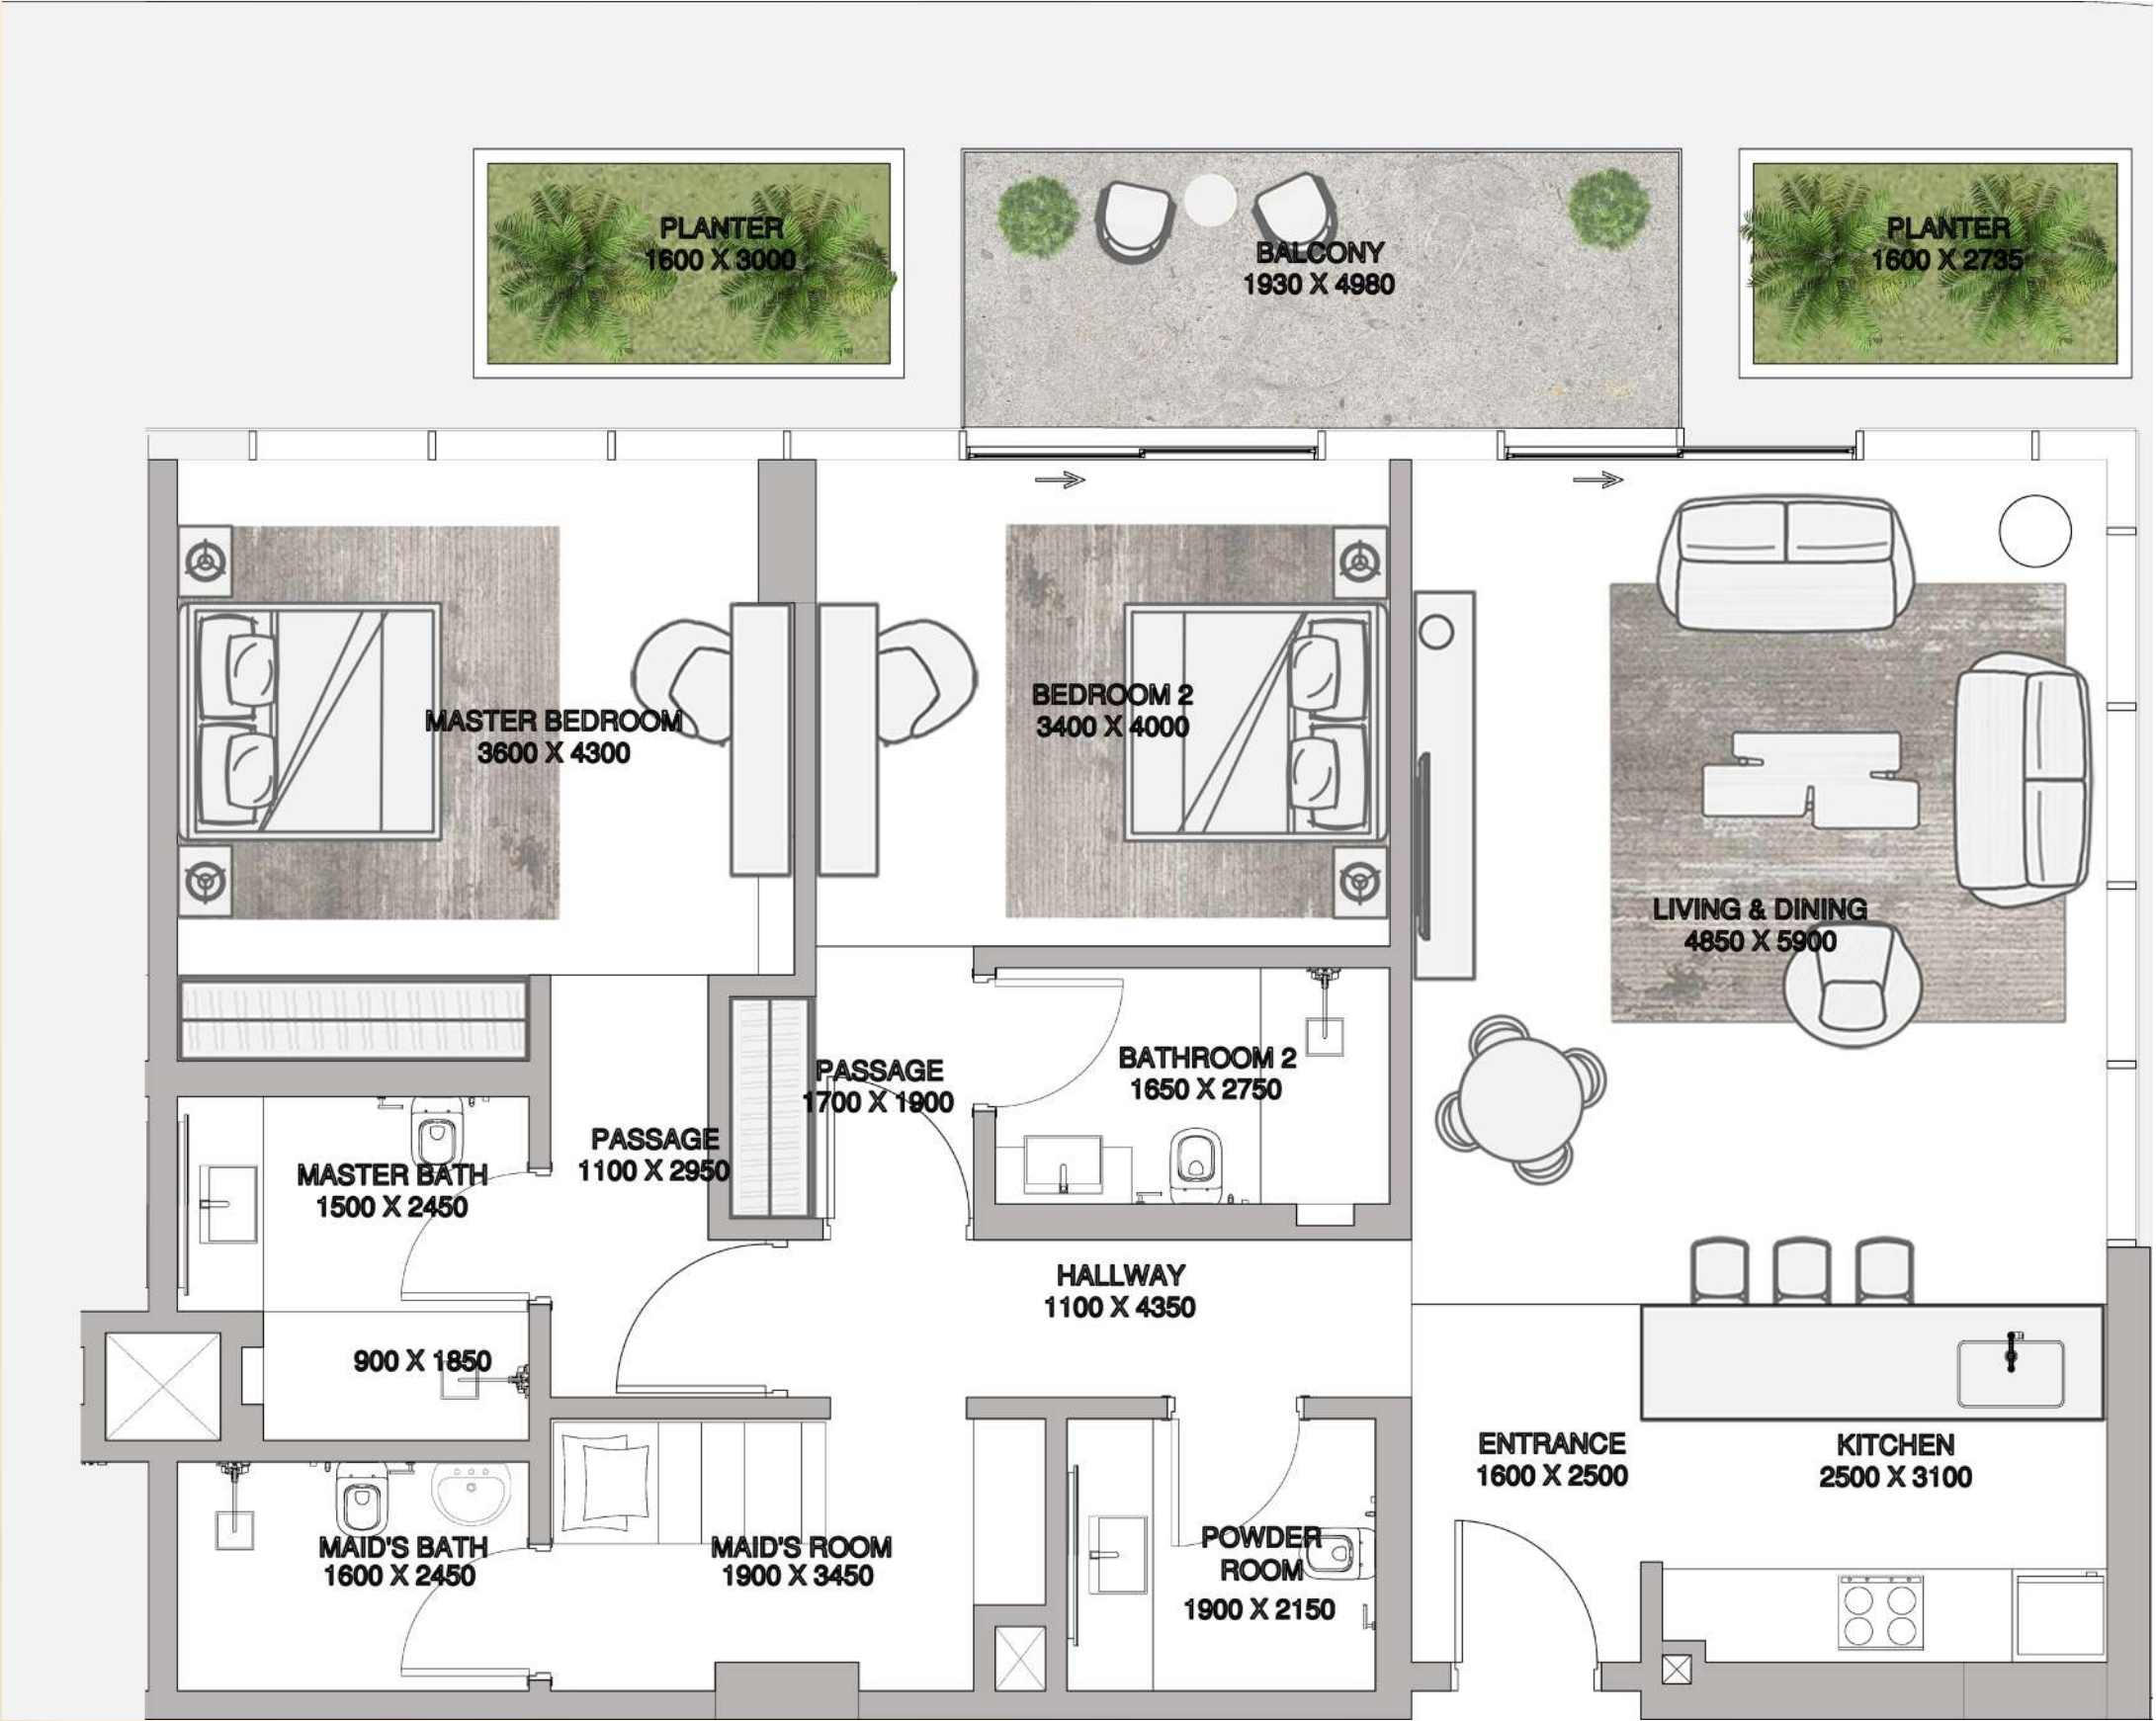 PLANTER
1600 X 3000
BALCONY
1930 X 4980
PLANTER
1600 X 2735
MASTER BEDROOM
3600 X 4300
BEDROOM 2
3400 X 4000
LIVING & DINING
4850 X 5900
PASSAGE
1700 X 1900
BATHROOM 2
1650 X 2750
PASSAGE
1100 X 2950
MASTER BATH
1500 X 2450
HALLWAY
1100 X 4350
900 X 1850
ENTRANCE
1600 X 2500
KITCHEN
2500 X 3100
MAID'S BATH
1600 X 2450
MAID'S ROOM
1900 X 3450
POWDER
ROOM
1900 X 2150